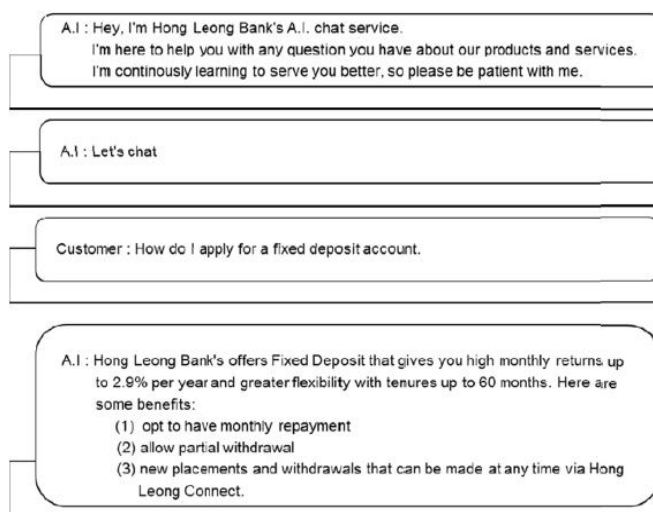 A.I : Hey, I'm Hong Leong Bank's A.I. chat service.
I'm here to help you with any question you have about our products and services.
I'm continously learning to serve you better, so please be patient with me.
A.I : Let's chat
Customer : How do I apply for a fixed deposit account.
A.I : Hong Leong Bank's offers Fixed Deposit that gives you high monthly returns up
to 2.9% per year and greater flexibility with tenures up to 60 months. Here are
some benefits:
(1) opt to have monthly repayment
(2) allow partial withdrawal
(3) new placements and withdrawals that can be made at any time via Hong
Leong Connect.